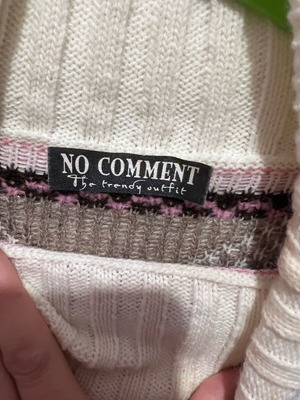 NO COMMENT
The trendy outfit